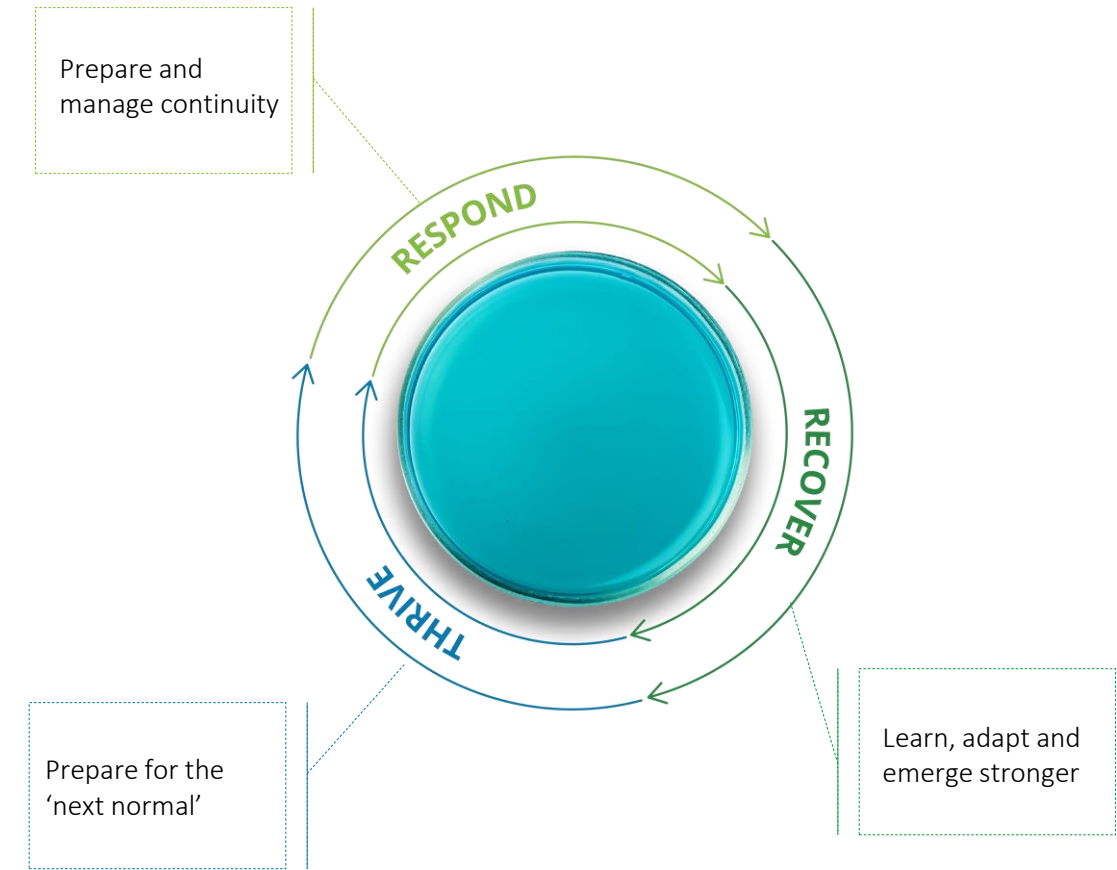 Prepare and
manage continuity
RESPOND
RECOVER
THRIVE
Learn, adapt and
emerge stronger
Prepare for the
‘next normal’